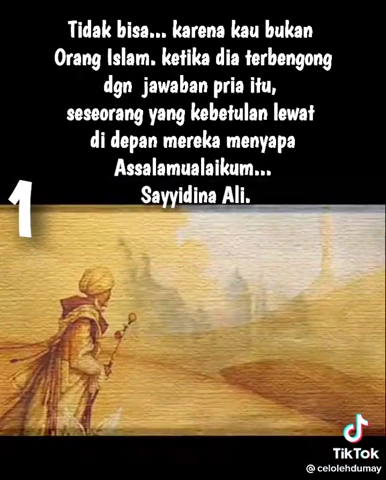 Tidak bisa... karena kau bukan
Orang Islam. ketika dia terbengong
dgn jawaban pria itu,
seseorang yang kebetulan lewat
di depan mereka menyapa
Assalamualaikum...
Sayyidina Ali.
1
TikTok
@celolehdumay